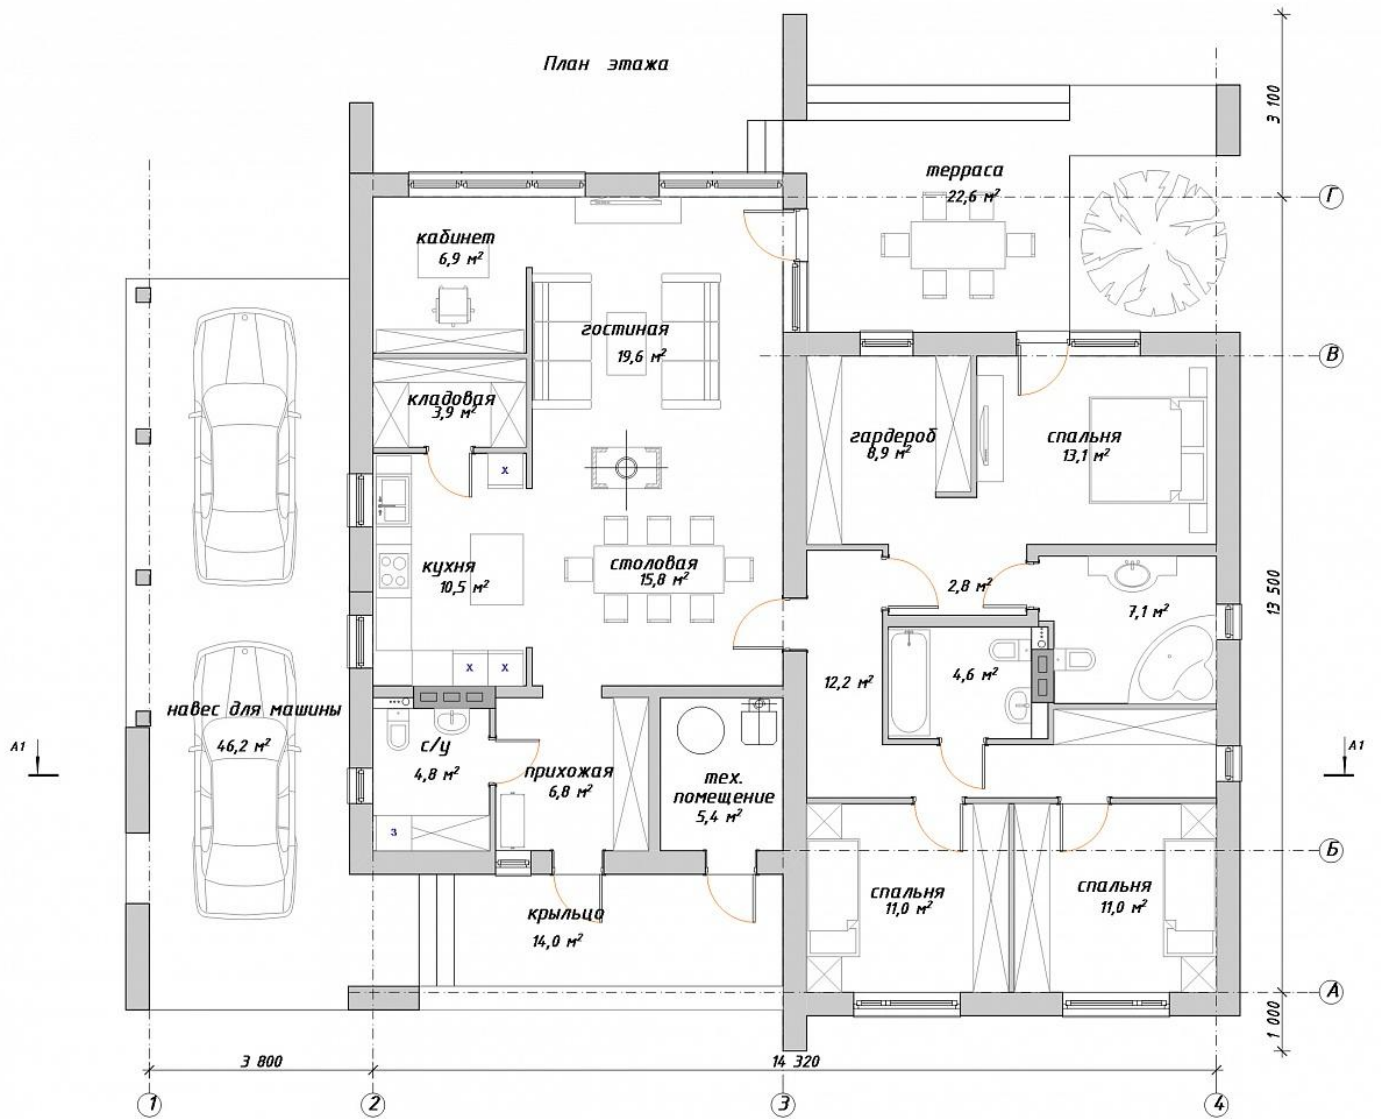 План этажа
3 100
терраса
22,6 м²
Г
кабинет
6,9 м²
гостиная
19,6 м²
В
кладовая
3,9 м²
гардероб
8,9 м²
спальня
13,1 м²
х
кухня
10,5 м²
столовая
15,8 м²
2,8 м²
7,1 м²
13 500
х
х
12,2 м²
4,6 м²
навес для машины
46,2 м²
с/у
4,8 м²
прихожая
6,8 м²
тех.
помещение
5,4 м²
А1
А1
З
Б
спальня
11,0 м²
спальня
11,0 м²
крыльцо
14,0 м²
А
1 000
3 800
14 320
1
2
3
4